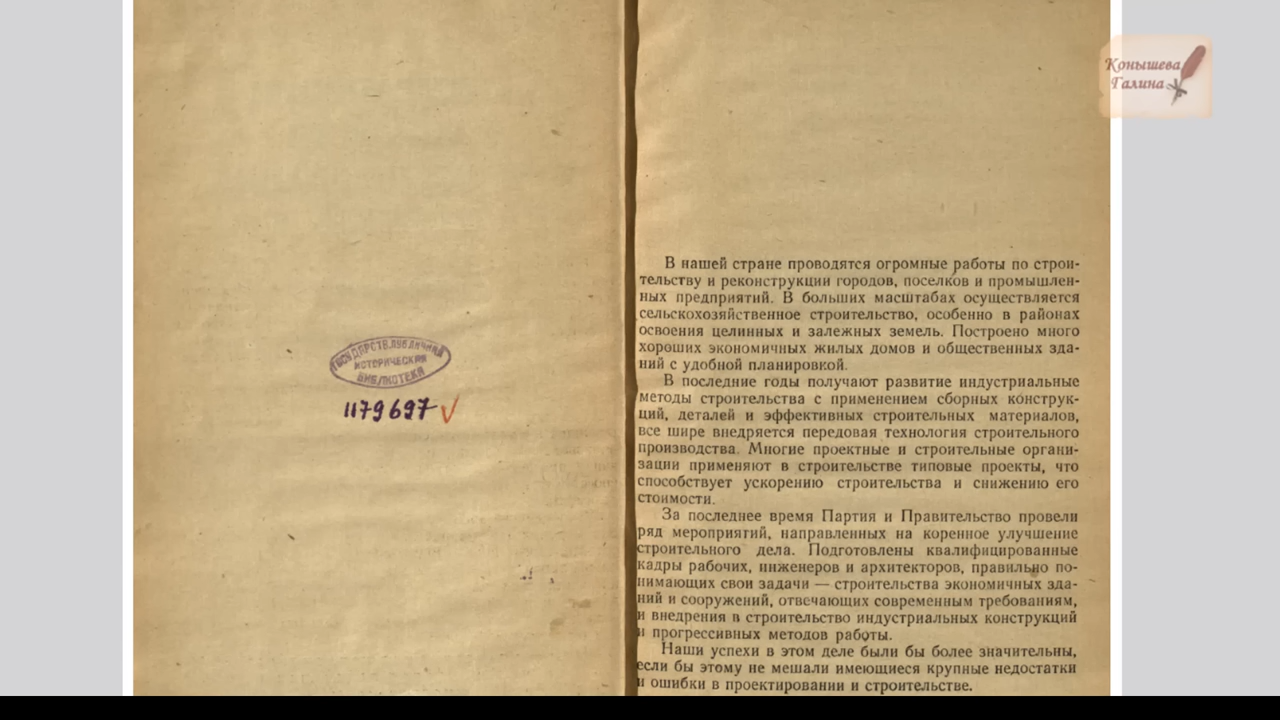 Конышева
Галина
ГОСУДАРСТВ.ПУБЛИЧНАЯ
ИСТОРИЧЕСКАЯ
БИБЛИОТЕКА
1179697
В нашей стране проводятся огромные работы по строи-
тельству и реконструкции городов, поселков и промышлен-
ных предприятий. В больших масштабах осуществляется
сельскохозяйственное строительство, особенно в районах
освоения целинных и залежных земель. Построено много
хороших экономичных жилых домов и общественных зда-
ний с удобной планировкой.
В последние годы получают развитие индустриальные
методы строительства с применением сборных конструк-
ций, деталей и эффективных строительных материалов,
все шире внедряется передовая технология строительного
производства. Многие проектные и строительные органи-
зации применяют в строительстве типовые проекты, что
способствует ускорению строительства и снижению его
стоимости.
За последнее время Партия и Правительство провели
ряд мероприятий, направленных на коренное улучшение
строительного дела. Подготовлены квалифицированные
кадры рабочих, инженеров и архитекторов, правильно по-
нимающих свои задачи — строительства экономичных зда-
ний и сооружений, отвечающих современным требованиям,
и внедрения в строительство индустриальных конструкций
и прогрессивных методов работы.
Наши успехи в этом деле были бы более значительны,
если бы этому не мешали имеющиеся крупные недостатки
и ошибки в проектировании и строительстве.